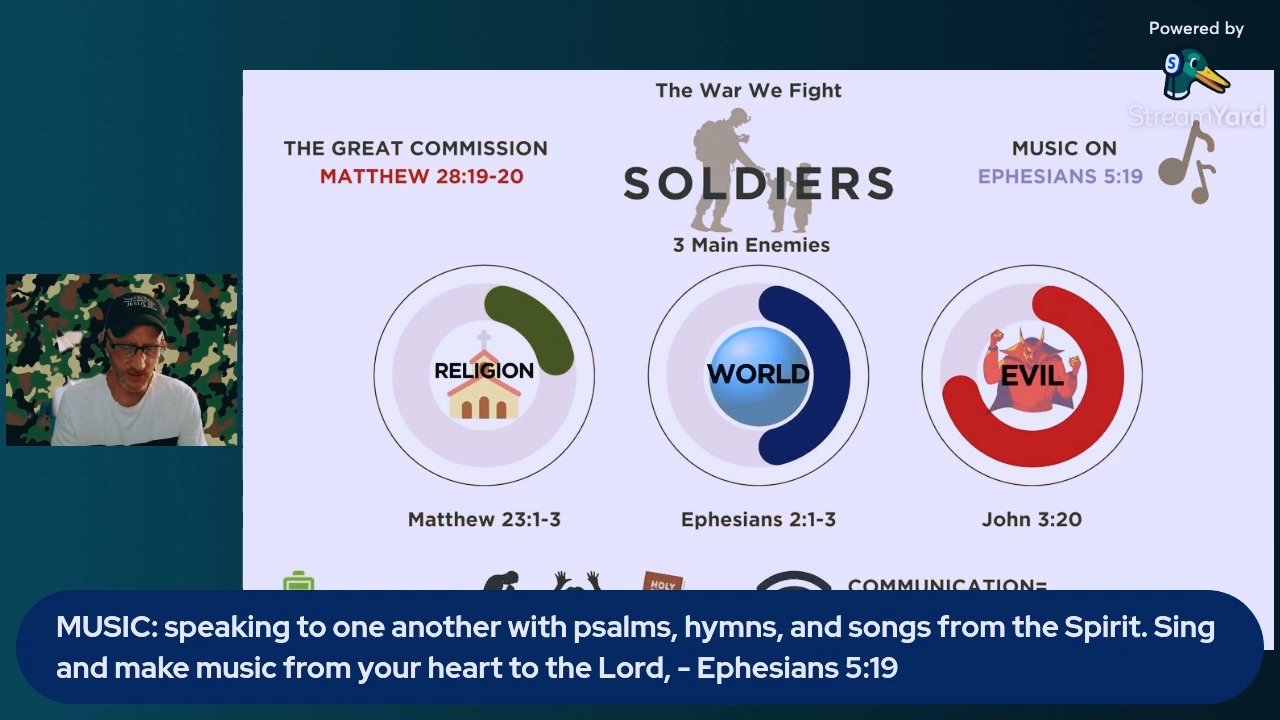 Powered by
StreamYard
The War We Fight
THE GREAT COMMISSION
MATTHEW 28:19-20
SOLDIERS
MUSIC ON
EPHESIANS 5:19
3 Main Enemies
RELIGION
WORLD
EVIL
Matthew 23:1-3
Ephesians 2:1-3
John 3:20
HOLY
COMMUNICATION=
MUSIC: speaking to one another with psalms, hymns, and songs from the Spirit. Sing
and make music from your heart to the Lord, - Ephesians 5:19